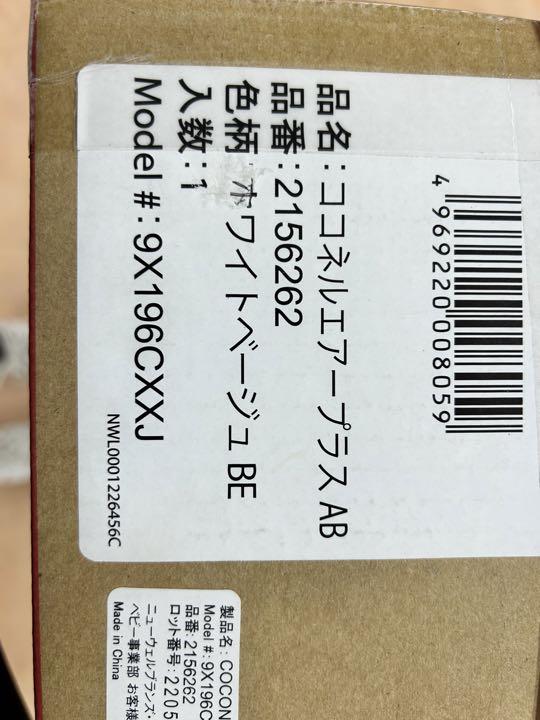 品名:ココネルエアープラス AB
品番:2156262
色柄:ホワイトベージュ BE
入数:1
Model #: 9X196CXXJ
4 969220 008059
NWL0001226456C
製品名: COCON
Model #: 9X196C
品番: 2156262
ロット番号: 2205
ニューウェルブランズ・
ベビー事業部 お客様
Made in China